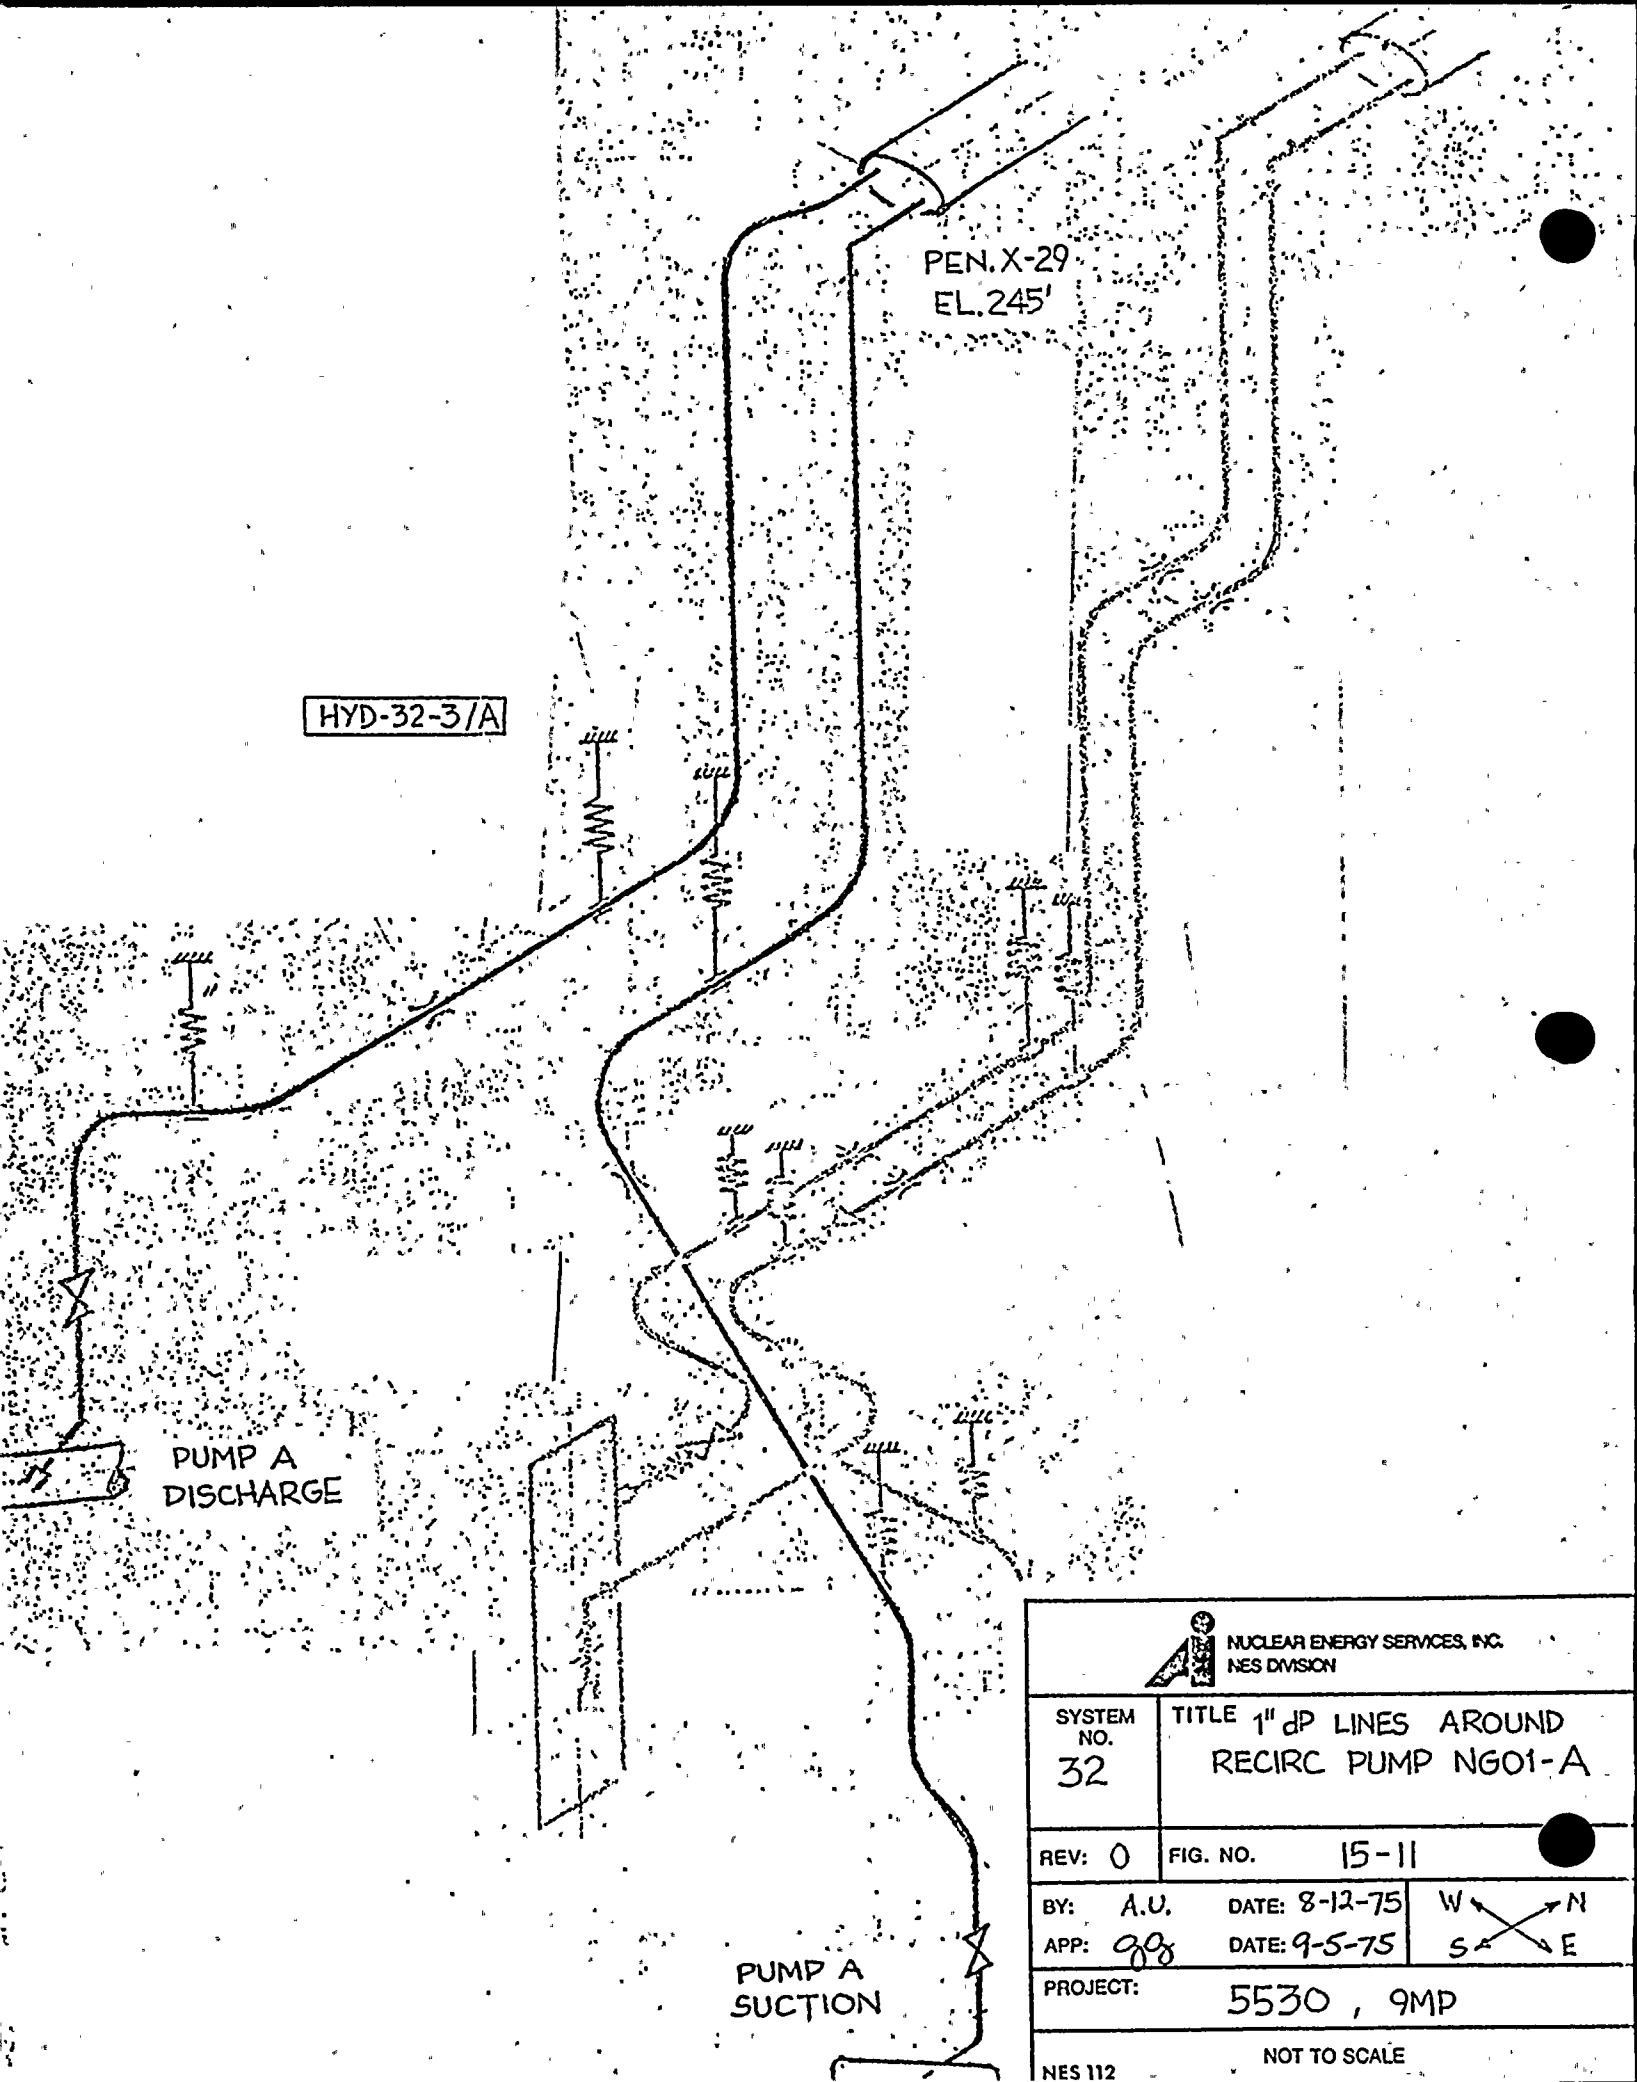 PEN. X-29
EL. 245'
HYD-32-3/A
PUMP A
DISCHARGE
PUMP A
SUCTION
NUCLEAR ENERGY SERVICES, INC.
NES DIVISION
SYSTEM
NO.
32
TITLE 1" dP LINES AROUND
RECIRC PUMP NG01-A
REV: 0
FIG. NO. 15-11
BY: A.U. DATE: 8-12-75
APP: DATE: 9-5-75
W N
S E
PROJECT: 5530 , 9MP
NES 112
NOT TO SCALE